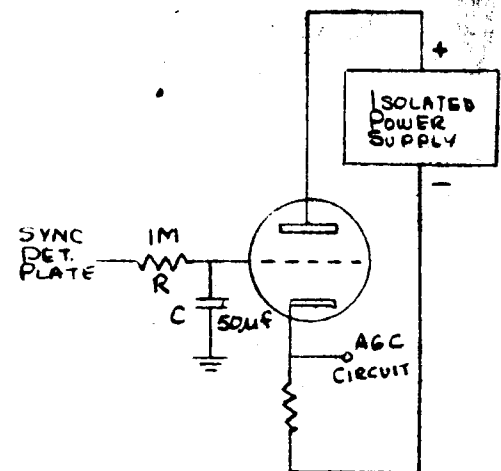 +
ISOLATED
POWER
SUPPLY
−
SYNC
DET.
PLATE
1M
R
C
50µf
AGC
CIRCUIT